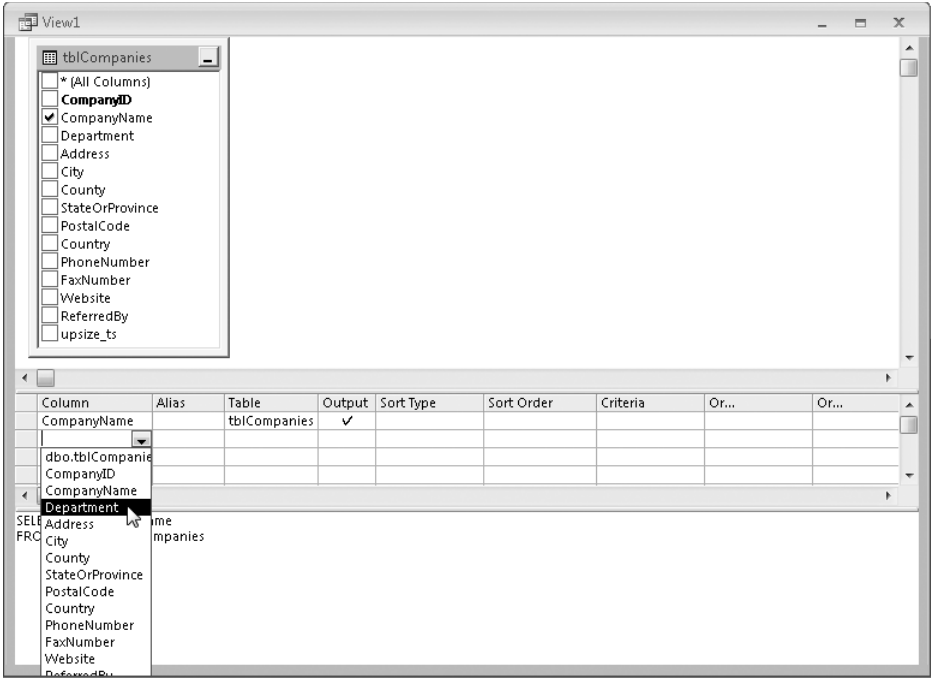 View1
tblCompanies
* (All Columns)
CompanyID
CompanyName
Department
Address
City
County
StateOrProvince
PostalCode
Country
PhoneNumber
FaxNumber
Website
ReferredBy
upsize_ts
Column Alias Table Output Sort Type Sort Order Criteria Or... Or...
CompanyName tblCompanies
dbo.tblCompanie
CompanyID
CompanyName
Department
SELE me
Address
FRO mpanies
City
County
StateOrProvince
PostalCode
Country
PhoneNumber
FaxNumber
Website
ReferredBy